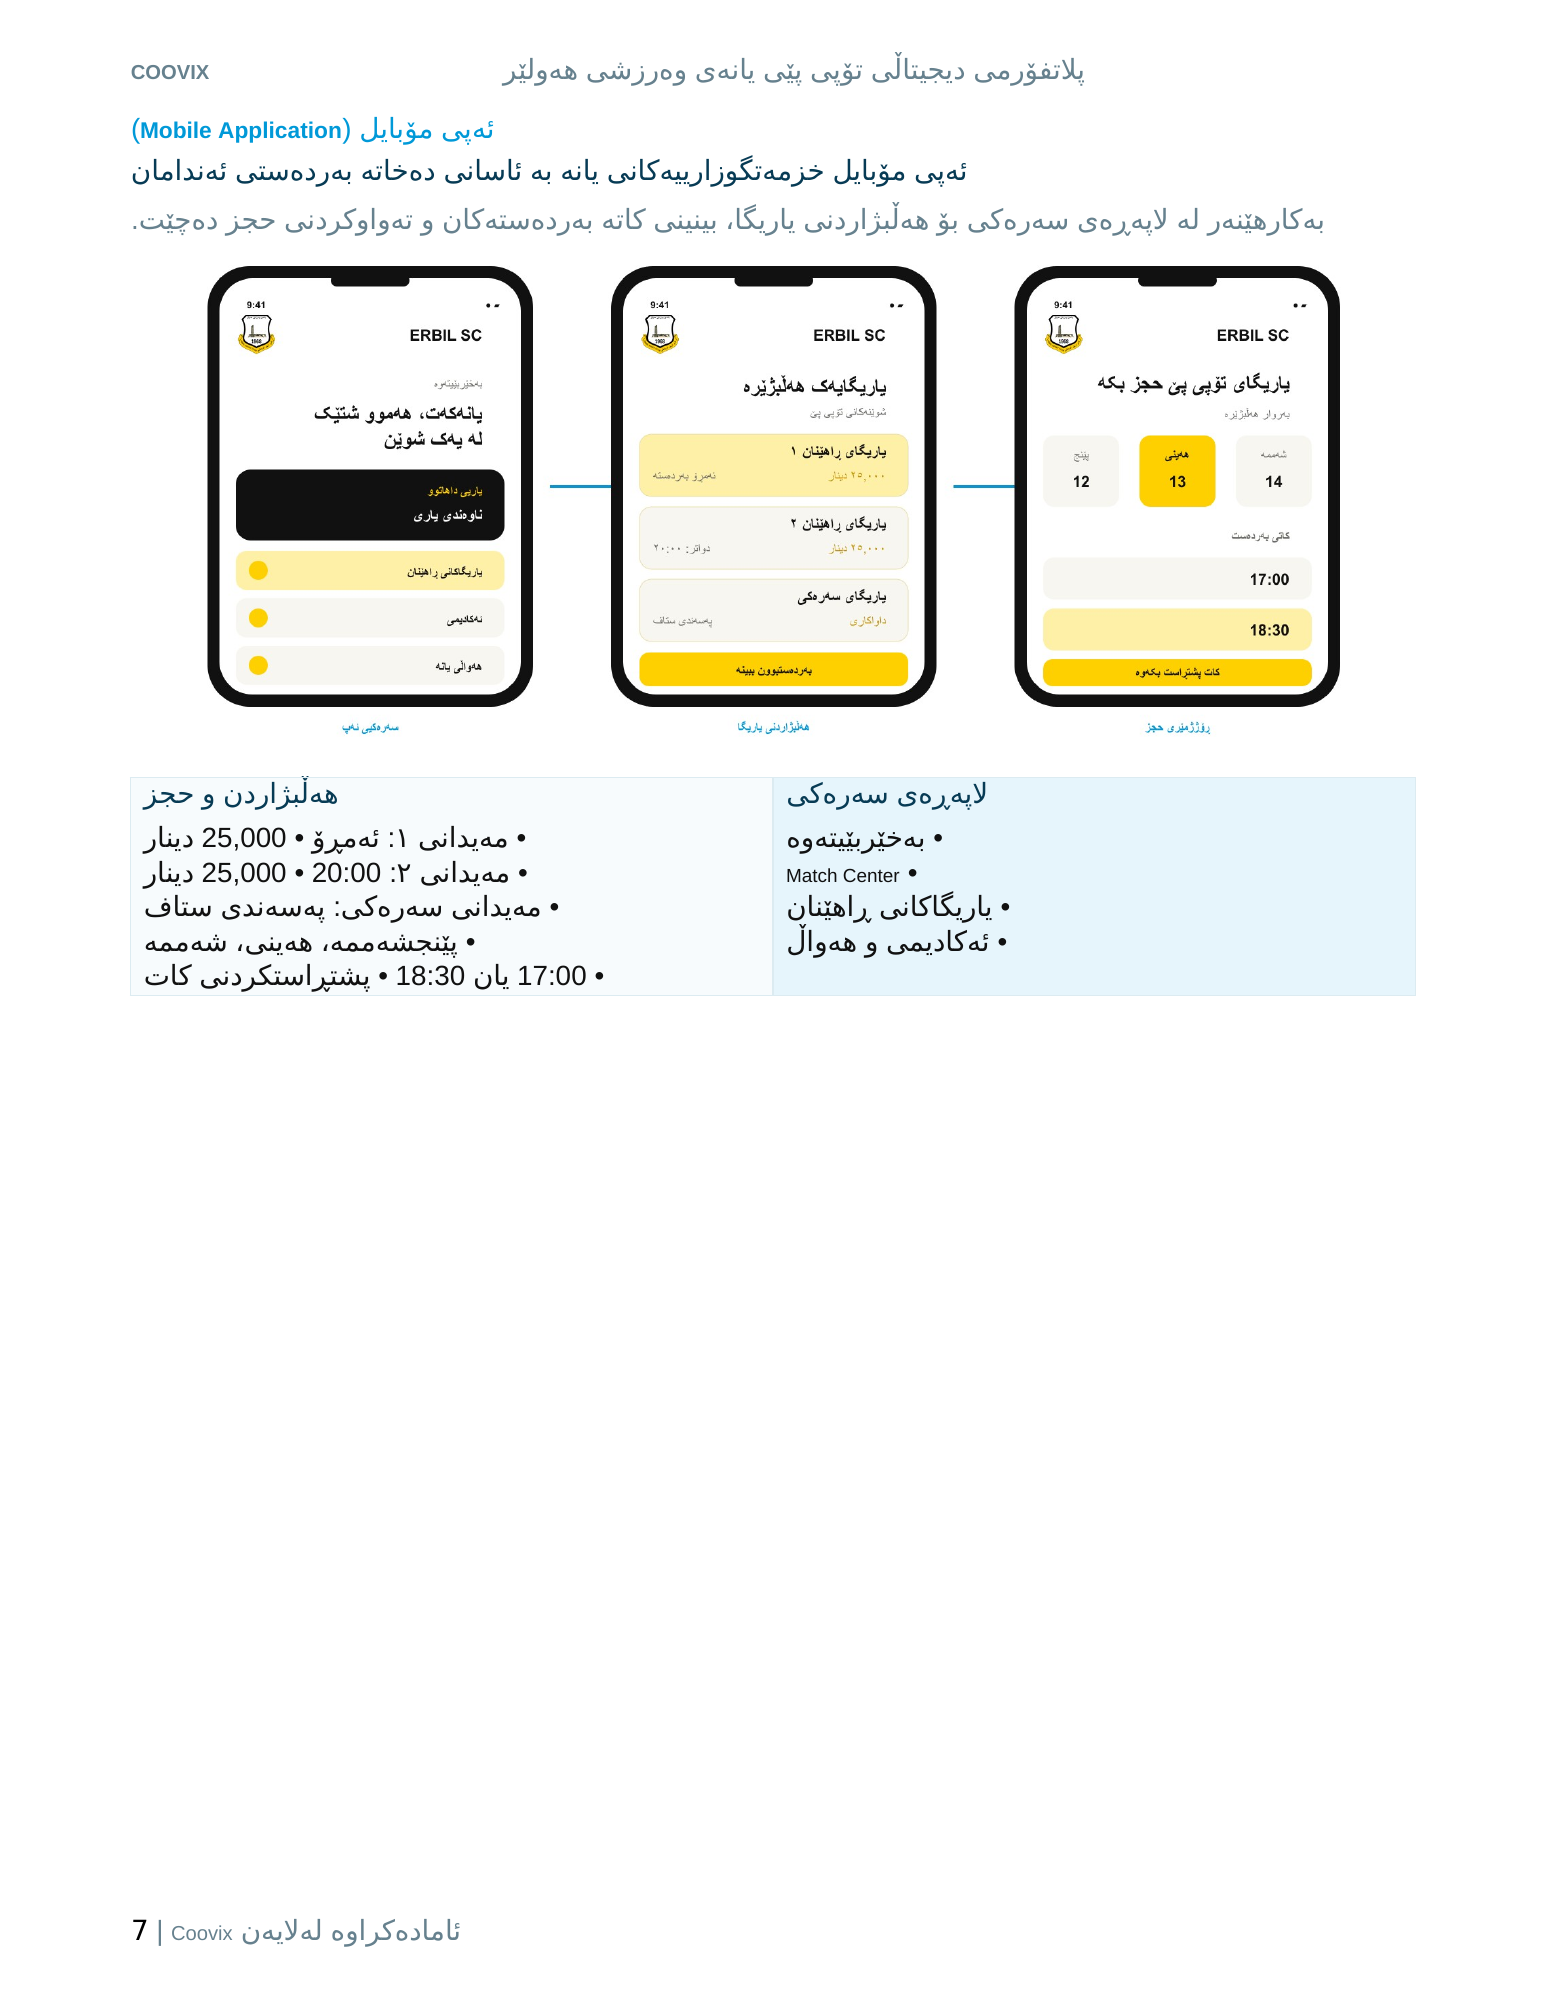 COOVIX
پلاتفۆرمی دیجیتاڵی تۆپی پێی یانەی وەرزشی هەولێر
ئەپی مۆبایل (Mobile Application)
ئەپی مۆبایل خزمەتگوزارییەکانی یانە بە ئاسانی دەخاتە بەردەستی ئەندامان
بەکارهێنەر لە لاپەڕەی سەرەکی بۆ هەڵبژاردنی یاریگا، بینینی کاتە بەردەستەکان و تەواوکردنی حجز دەچێت.
9:41
ERBIL SC
بەخێربێیتەوە
یانەکەت، هەموو شتێک
لە یەک شوێن
یاریی داهاتوو
ناوەندی یاری
یاریگاکانی ڕاهێنان
ئەکادیمی
هەواڵی یانە
سەرەکیی ئەپ
9:41
ERBIL SC
یاریگایەک هەڵبژێرە
شوێنەکانی تۆپی پێ
یاریگای ڕاهێنان ١
٢٥,٠٠٠ دینار
ئەمڕۆ بەردەستە
یاریگای ڕاهێنان ٢
٢٥,٠٠٠ دینار
دواتر: ٢٠:٠٠
یاریگای سەرەکی
داواکاری
پەسەندی ستاف
بەردەستبوون ببینە
هەڵبژاردنی یاریگا
9:41
ERBIL SC
یاریگای تۆپی پێ حجز بکە
بەروار هەڵبژێرە
شەممە
14
هەینی
13
پێنج
12
کاتی بەردەست
17:00
18:30
کات پشتڕاست بکەوە
ڕۆژژمێری حجز
لاپەڕەی سەرەکی
• بەخێربێیتەوە
• Match Center
• یاریگاکانی ڕاهێنان
• ئەکادیمی و هەواڵ
هەڵبژاردن و حجز
• مەیدانی ١: ئەمڕۆ • 25,000 دینار
• مەیدانی ٢: 20:00 • 25,000 دینار
• مەیدانی سەرەکی: پەسەندی ستاف
• پێنجشەممە، هەینی، شەممە
• 17:00 یان 18:30 • پشتڕاستکردنی کات
ئامادەکراوە لەلایەن Coovix | 7